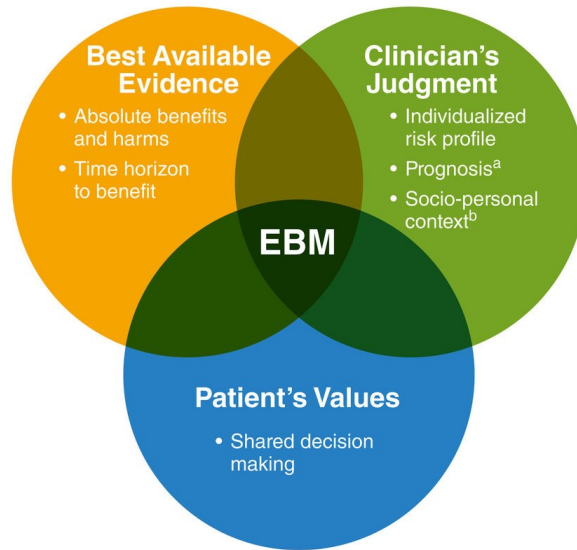 Best Available
Evidence
• Absolute benefits
and harms
• Time horizon
to benefit
Clinician's
Judgment
• Individualized
risk profile
• Prognosisᵃ
• Socio-personal
contextᵇ
EBM
Patient's Values
• Shared decision
making